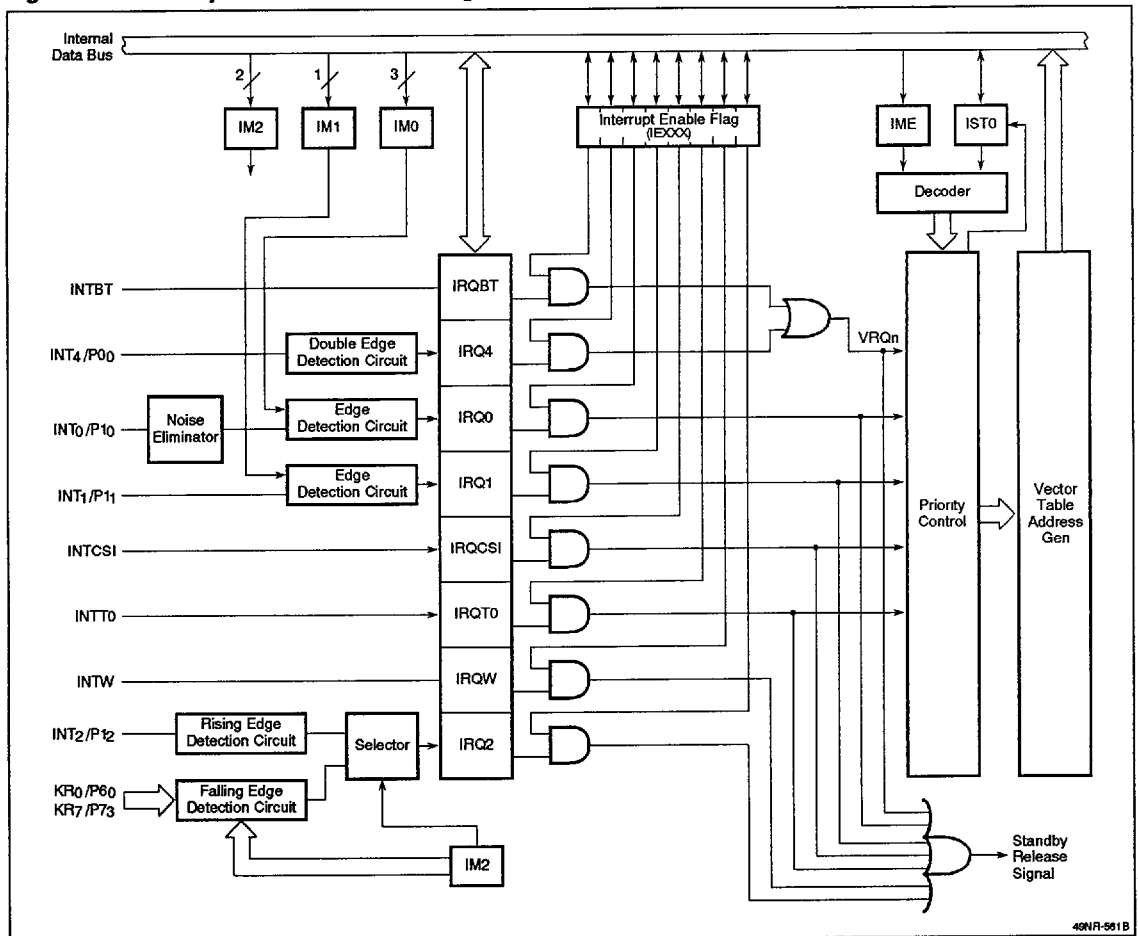 Internal
Data Bus
2
1
3
IM2
IM1
IM0
Interrupt Enable Flag
(IEXXX)
IME
IST0
Decoder
INTBT
IRQBT
INT4/P00
Double Edge
Detection Circuit
IRQ4
VRQn
INT0/P10
Noise
Eliminator
Edge
Detection Circuit
IRQ0
INT1/P11
Edge
Detection Circuit
IRQ1
Priority
Control
Vector
Table
Address
Gen
INTCSI
IRQCSI
INTT0
IRQT0
INTW
IRQW
INT2/P12
Rising Edge
Detection Circuit
Selector
IRQ2
KR0/P60
KR7/P73
Falling Edge
Detection Circuit
IM2
Standby
Release
Signal
49NR-561B